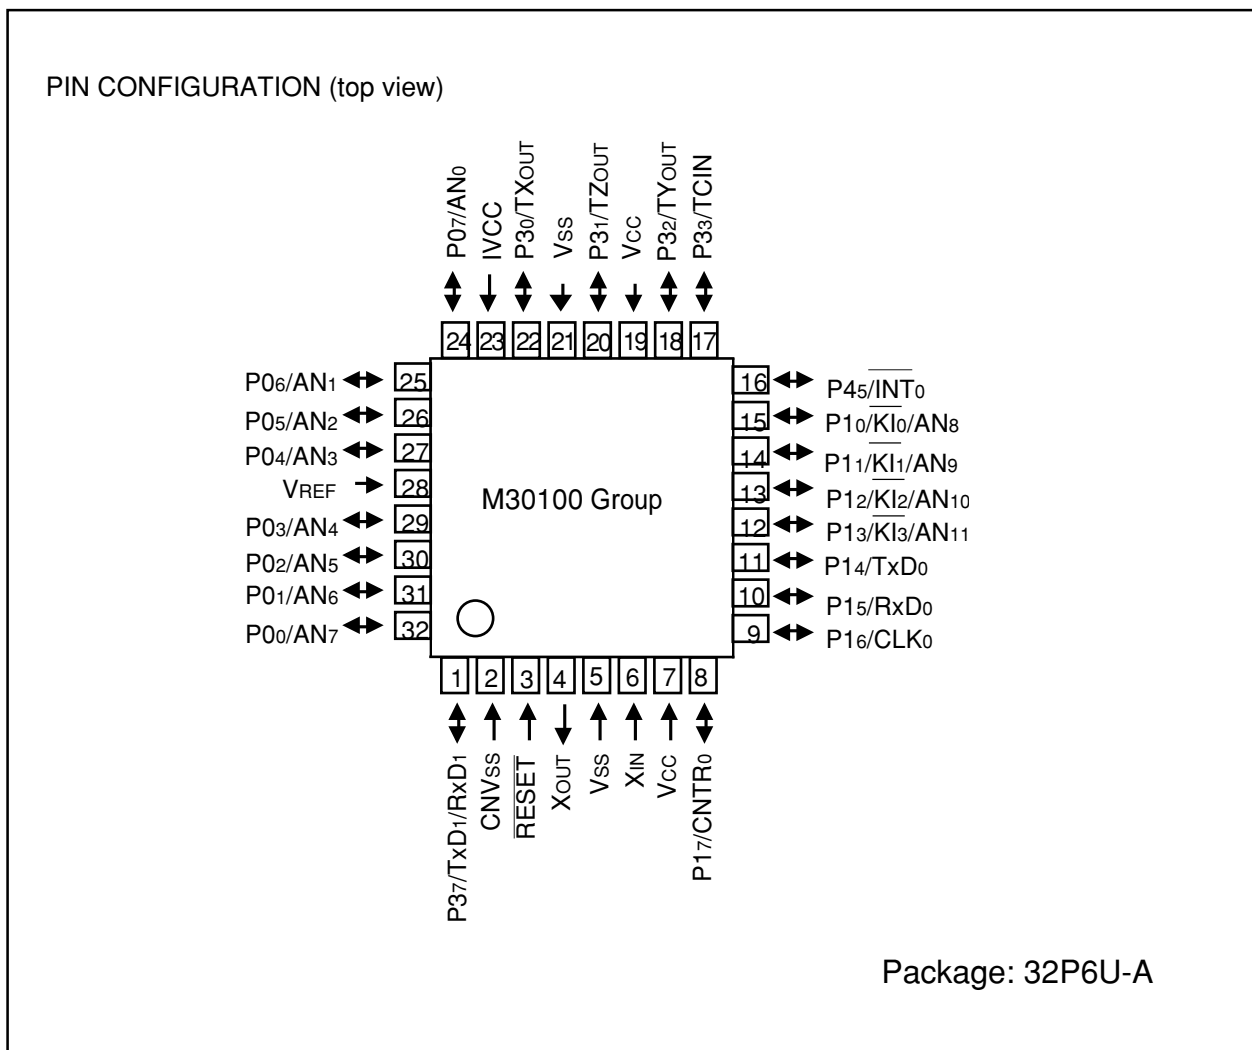 PIN CONFIGURATION (top view)
P07/AN0
IVCC
P30/TXOUT
VSS
P31/TZOUT
VCC
P32/TYOUT
P33/TCIN
24 23 22 21 20 19 18 17
P06/AN1 25
P05/AN2 26
P04/AN3 27
VREF 28
P03/AN4 29
P02/AN5 30
P01/AN6 31
P00/AN7 32
M30100 Group
16 P45/INT0
15 P10/KI0/AN8
14 P11/KI1/AN9
13 P12/KI2/AN10
12 P13/KI3/AN11
11 P14/TxD0
10 P15/RxD0
9 P16/CLK0
1 2 3 4 5 6 7 8
P37/TxD1/RxD1
CNVSS
RESET
XOUT
VSS
XIN
VCC
P17/CNTR0
Package: 32P6U-A